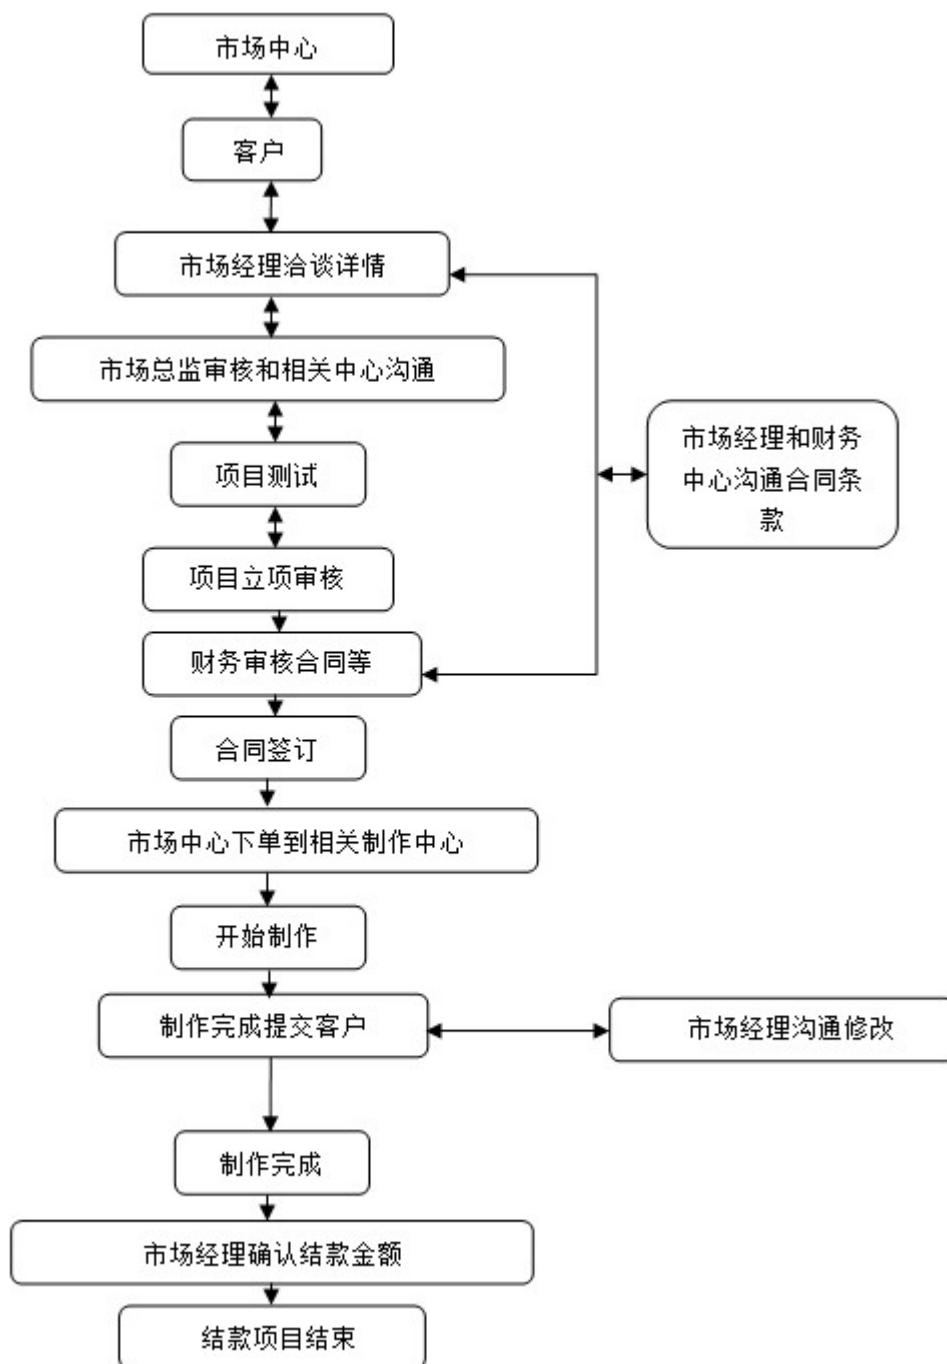 市场中心
客户
市场经理洽谈详情
市场总监审核和相关中心沟通
市场经理和财务
中心沟通合同条
款
项目测试
项目立项审核
财务审核合同等
合同签订
市场中心下单到相关制作中心
开始制作
制作完成提交客户
市场经理沟通修改
制作完成
市场经理确认结款金额
结款项目结束